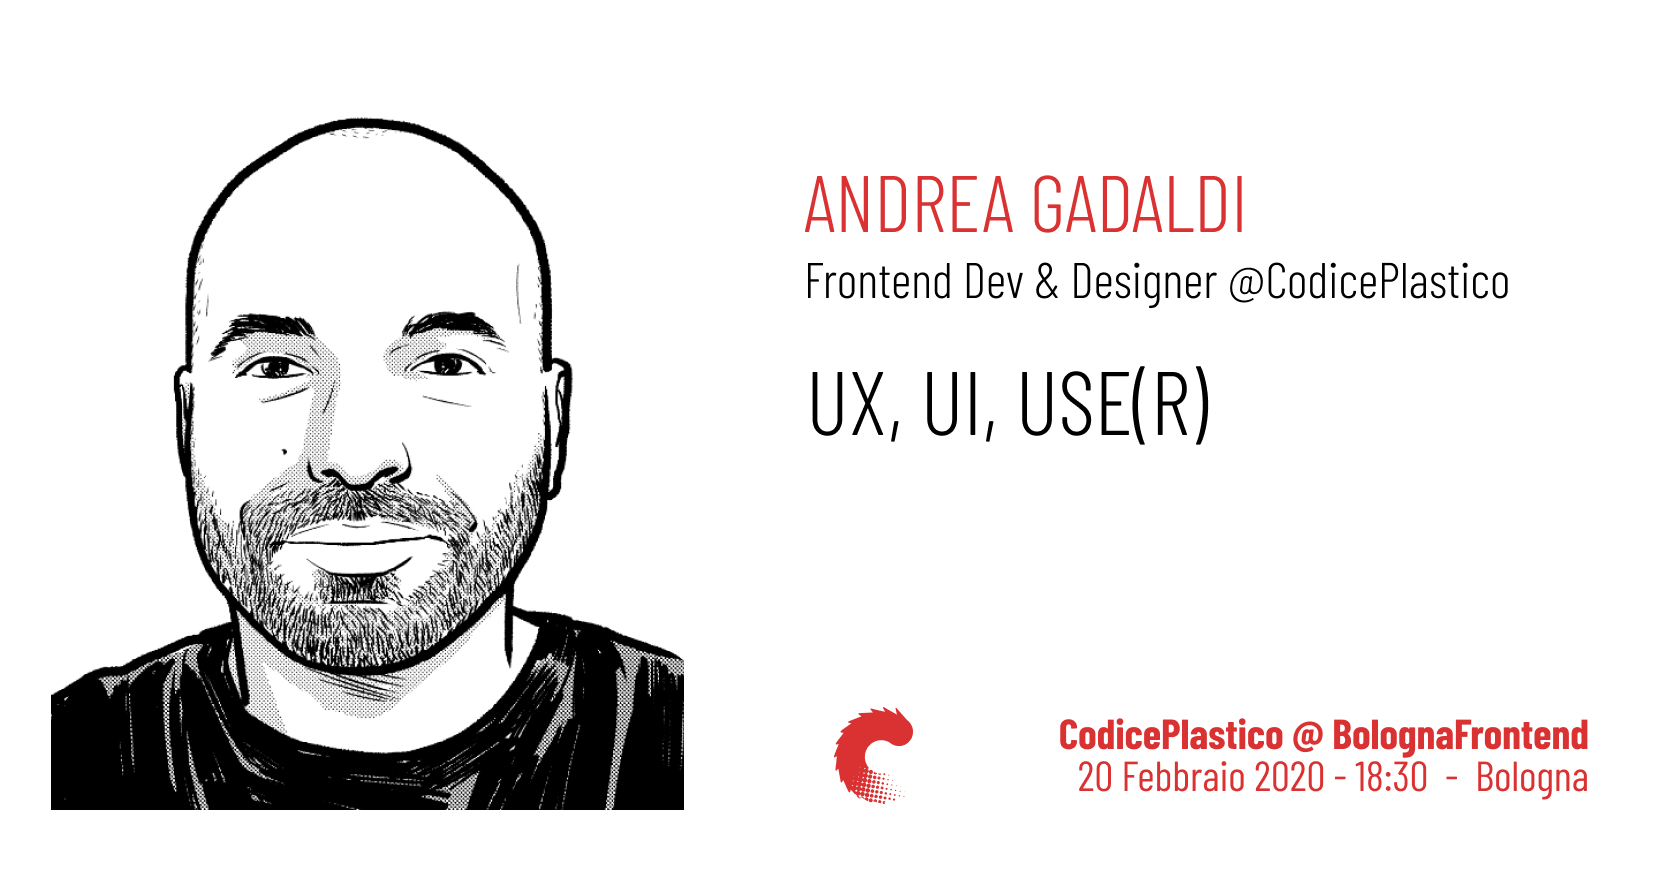 ANDREA GADALDI
Frontend Dev & Designer @CodicePlastico
UX, UI, USE(R)
CodicePlastico @ BolognaFrontend
20 Febbraio 2020 - 18:30 - Bologna